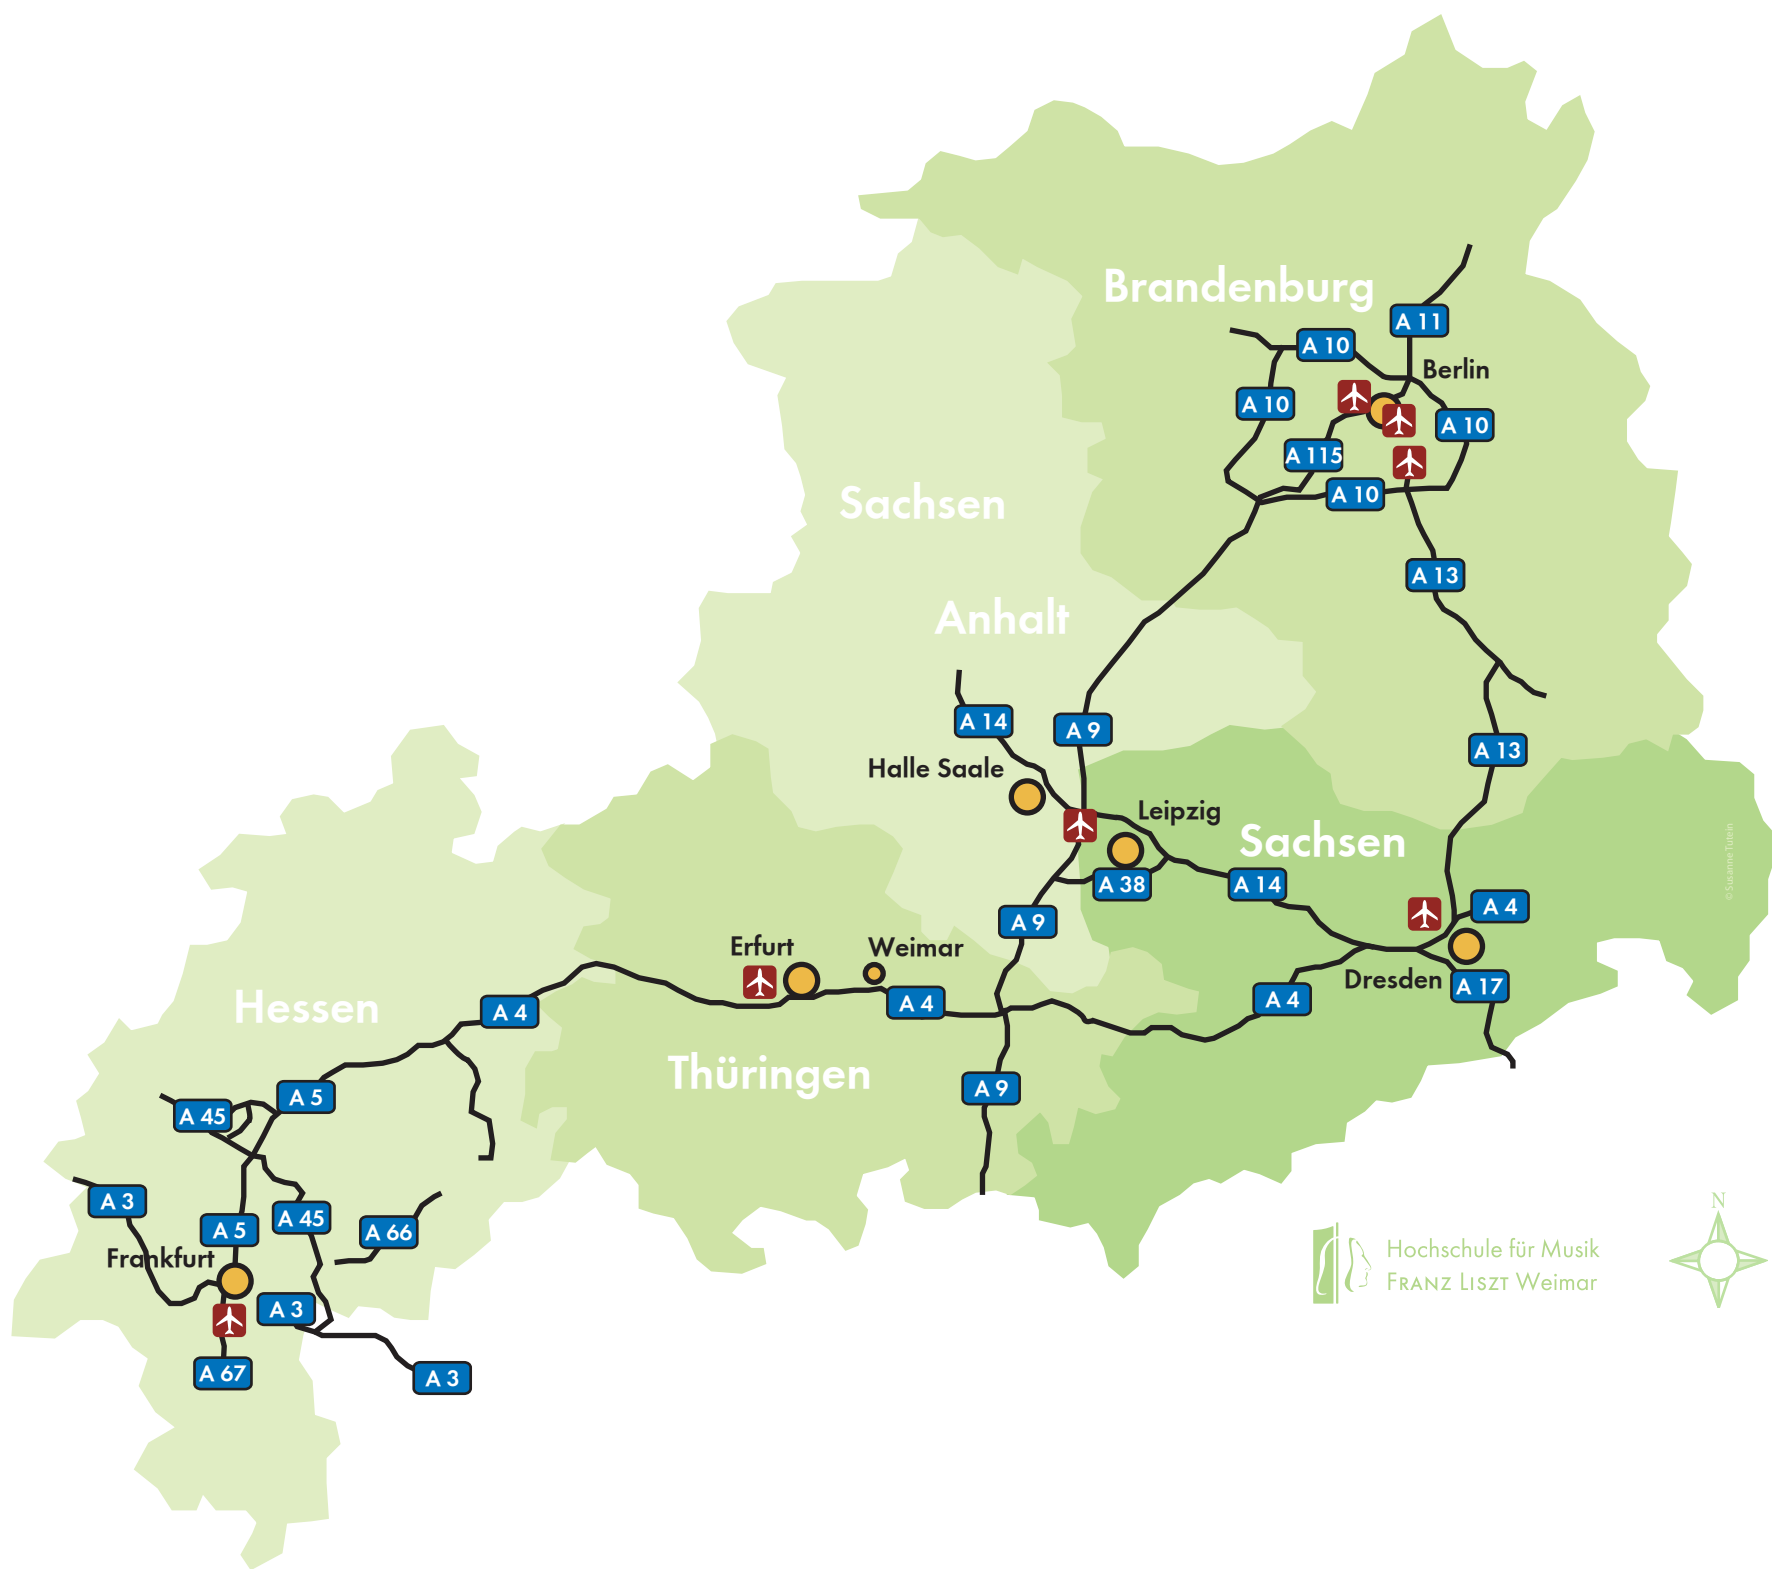 Brandenburg
A 11
A 10
Berlin
A 10
A 10
A 115
A 10
Sachsen
A 13
Anhalt
A 14
A 9
A 13
Halle Saale
Leipzig
Sachsen
A 38
A 14
A 4
A 9
Erfurt
Weimar
Dresden
A 17
Hessen
A 4
A 4
A 4
Thüringen
A 9
A 5
A 45
A 3
A 5
A 45
A 66
Frankfurt
A 3
A 67
A 3
© Susanne Tutein
N
Hochschule für Musik
Franz Liszt Weimar